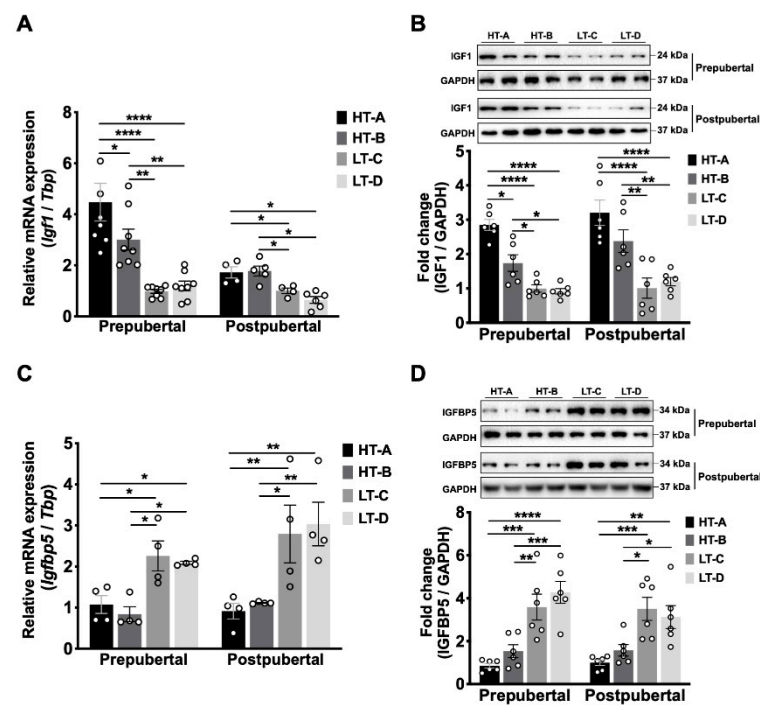 A
Relative mRNA expression
(Igf1 / Tbp)
8
6
4
2
0
****
****
*
**
**
*
*
*
*
Prepubertal
Postpubertal
HT-A
HT-B
LT-C
LT-D
B
HT-A HT-B LT-C LT-D
IGF1
24 kDa
GAPDH
37 kDa
Prepubertal
IGF1
24 kDa
GAPDH
37 kDa
Postpubertal
Fold change
(IGF1 / GAPDH)
5
4
3
2
1
0
****
****
*
*
*
****
****
**
**
Prepubertal
Postpubertal
HT-A
HT-B
LT-C
LT-D
C
Relative mRNA expression
(Igfbp5 / Tbp)
5
4
3
2
1
0
*
*
*
*
**
**
**
*
Prepubertal
Postpubertal
HT-A
HT-B
LT-C
LT-D
D
HT-A HT-B LT-C LT-D
IGFBP5
34 kDa
GAPDH
37 kDa
Prepubertal
IGFBP5
34 kDa
GAPDH
37 kDa
Postpubertal
Fold change
(IGFBP5 / GAPDH)
8
6
4
2
0
****
***
***
**
**
***
*
*
Prepubertal
Postpubertal
HT-A
HT-B
LT-C
LT-D